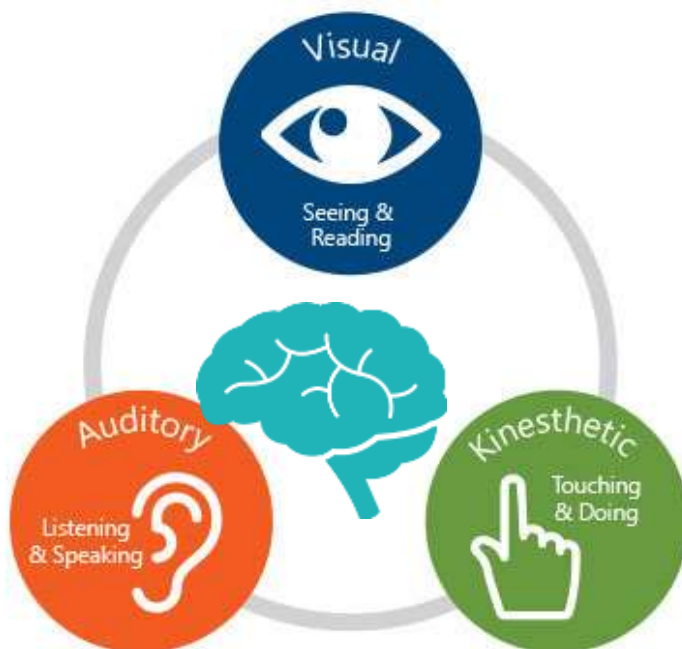 Visual
Seeing &
Reading
Auditory
Listening
& Speaking
Kinesthetic
Touching
& Doing